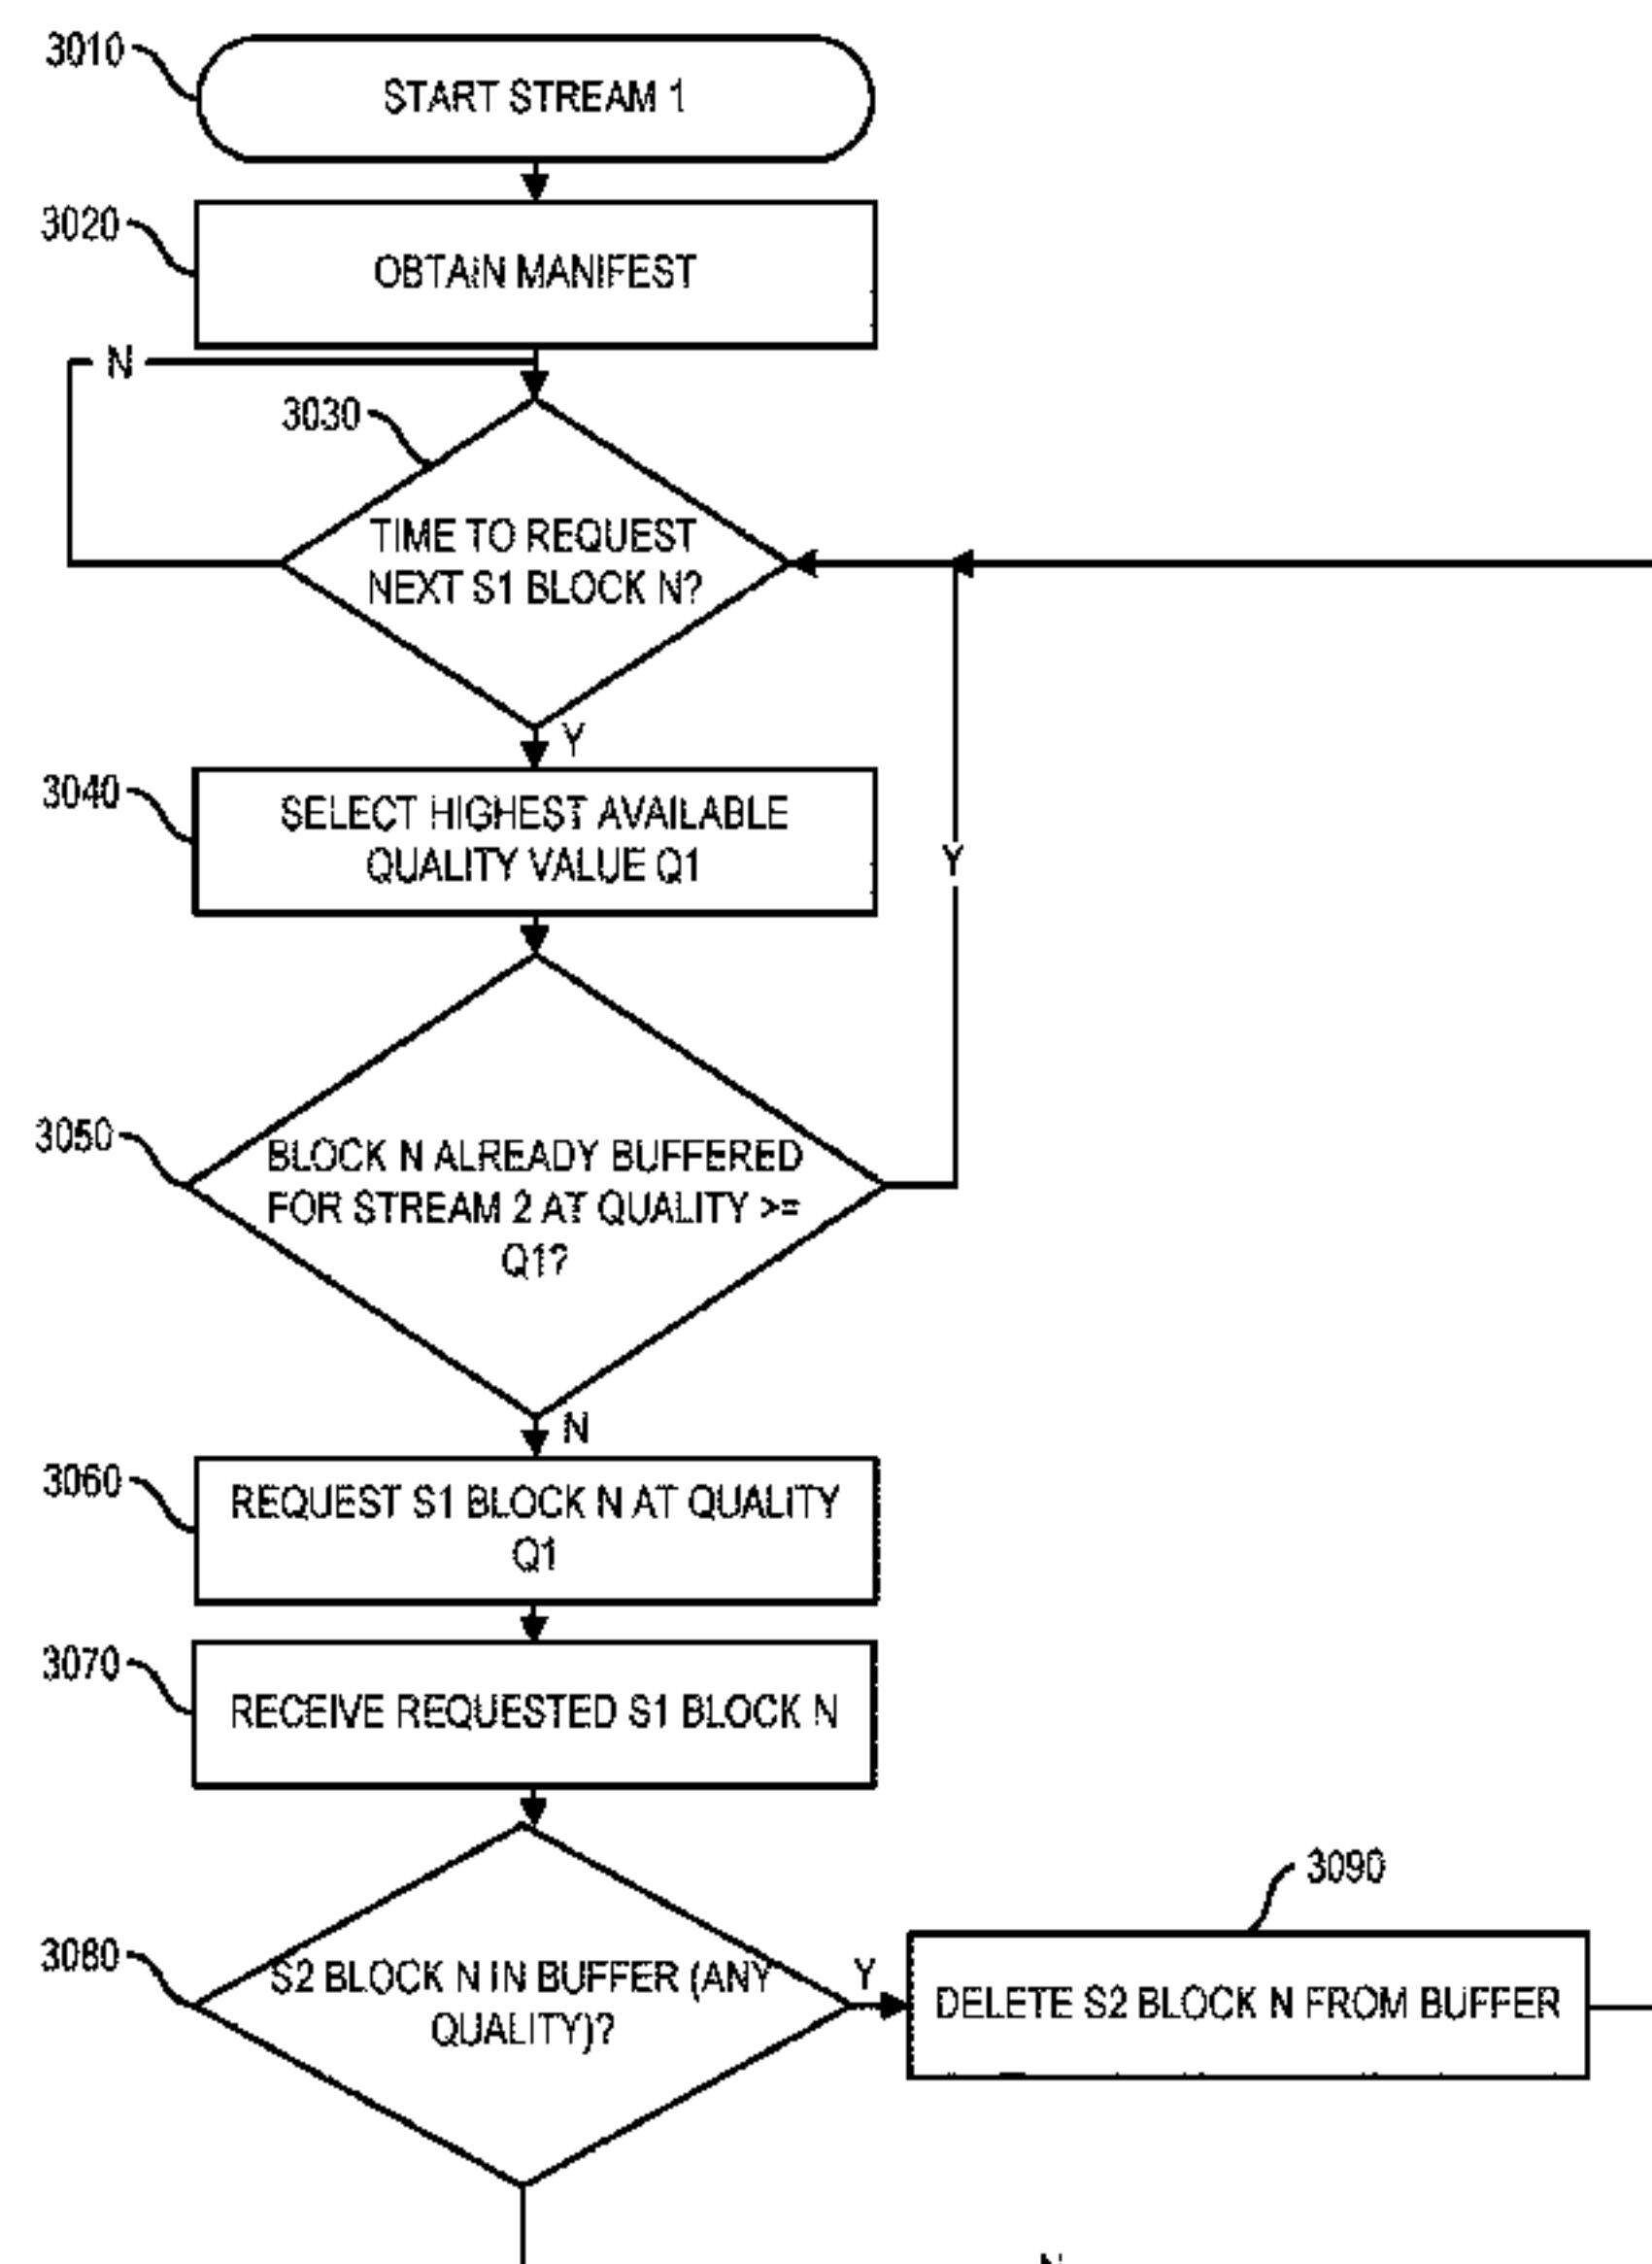 3010
START STREAM 1
3020
OBTAIN MANIFEST
N
3030
TIME TO REQUEST
NEXT S1 BLOCK N?
Y
3040
SELECT HIGHEST AVAILABLE
QUALITY VALUE Q1
Y
3050
BLOCK N ALREADY BUFFERED
FOR STREAM 2 AT QUALITY >=
Q1?
N
3060
REQUEST S1 BLOCK N AT QUALITY
Q1
3070
RECEIVE REQUESTED S1 BLOCK N
3080
S2 BLOCK N IN BUFFER (ANY
QUALITY)?
Y
3090
DELETE S2 BLOCK N FROM BUFFER